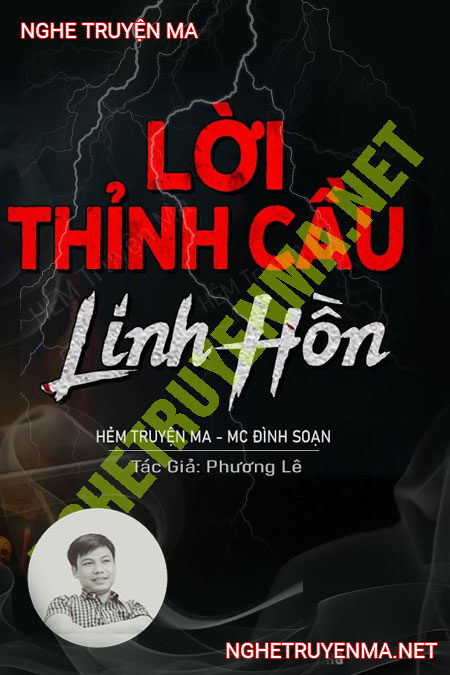 NGHE TRUYỆN MA
LỜI
THỈNH CẦU
Linh Hồn
HẺM TRUYỆN MA - MC ĐÌNH SOẠN
Tác Giả: Phương Lê
NGHETRUYENMA.NET
NGHETRUYENMA.NET